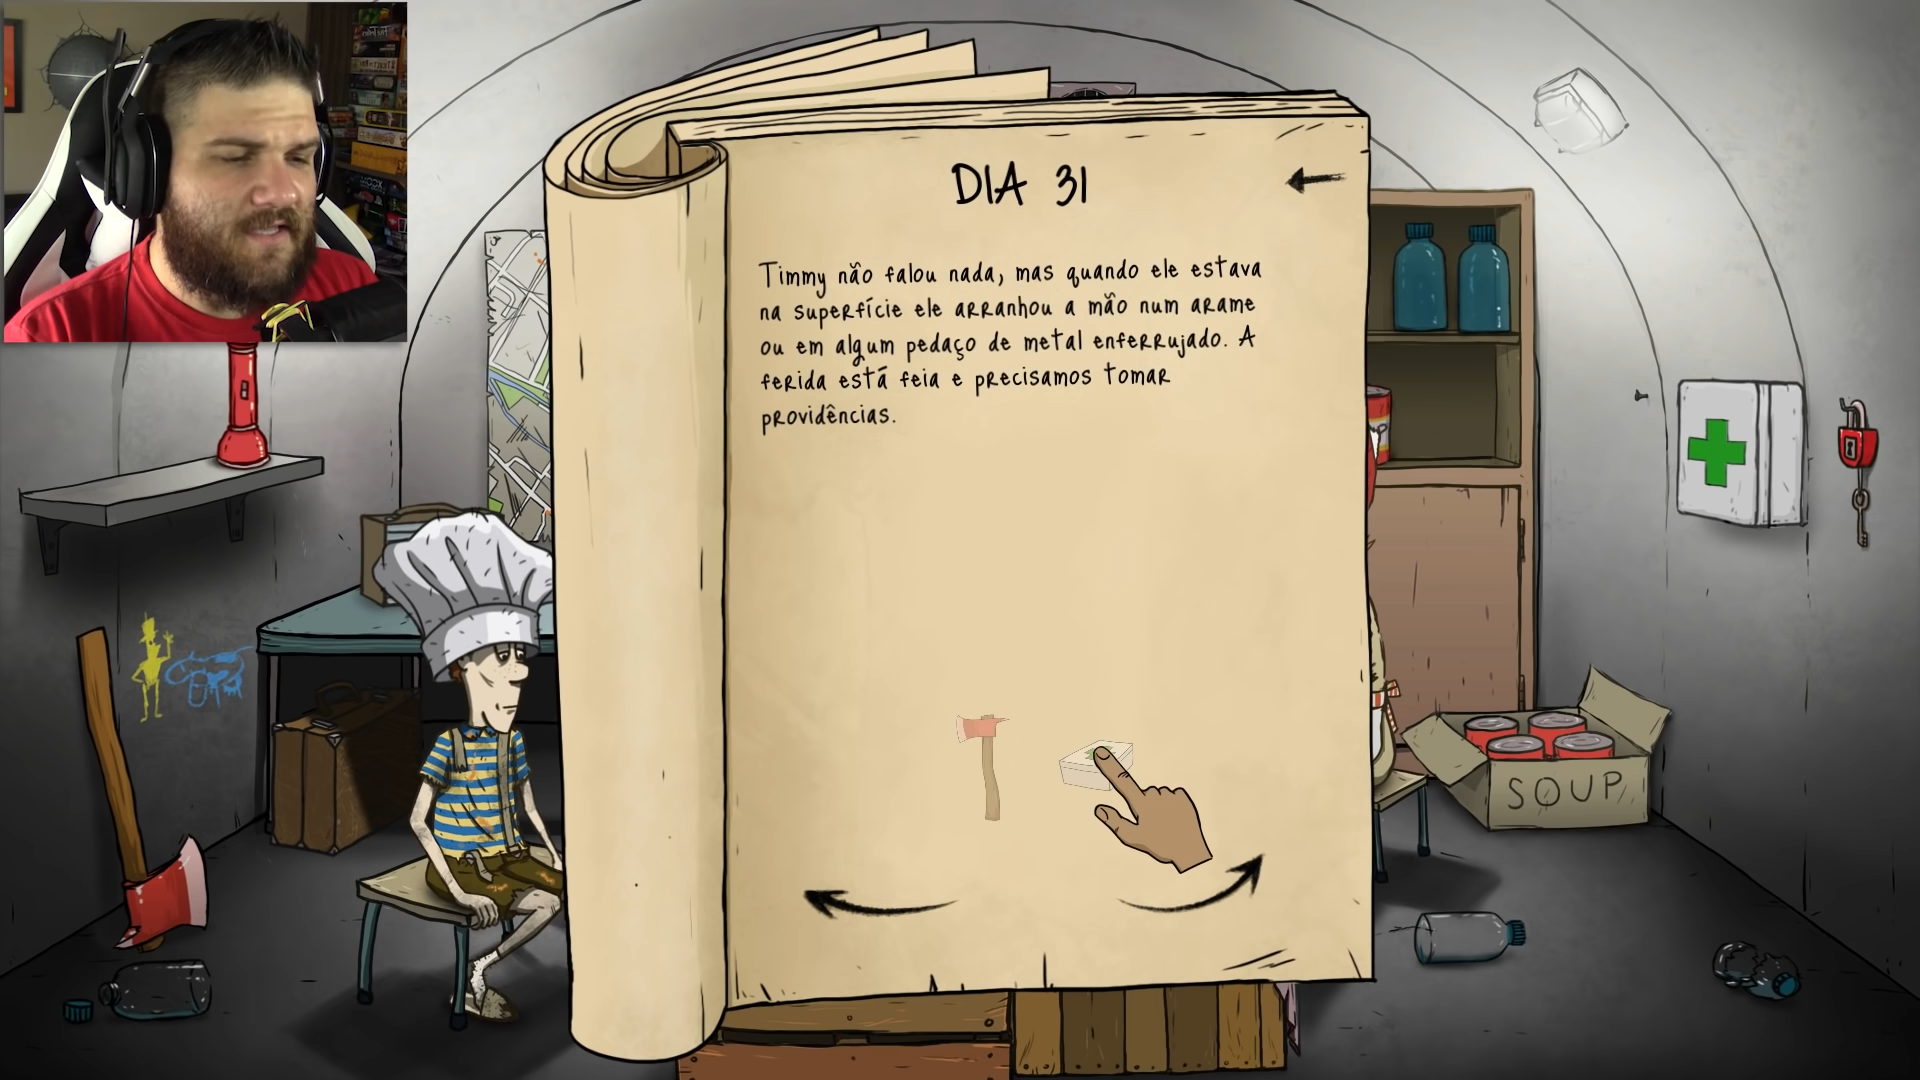 DIA 31
Timmy não falou nada, mas quando ele estava
na superfície ele arranhou a mão num arame
ou em algum pedaço de metal enferrujado. A
ferida está feia e precisamos tomar
providências.
SOUP